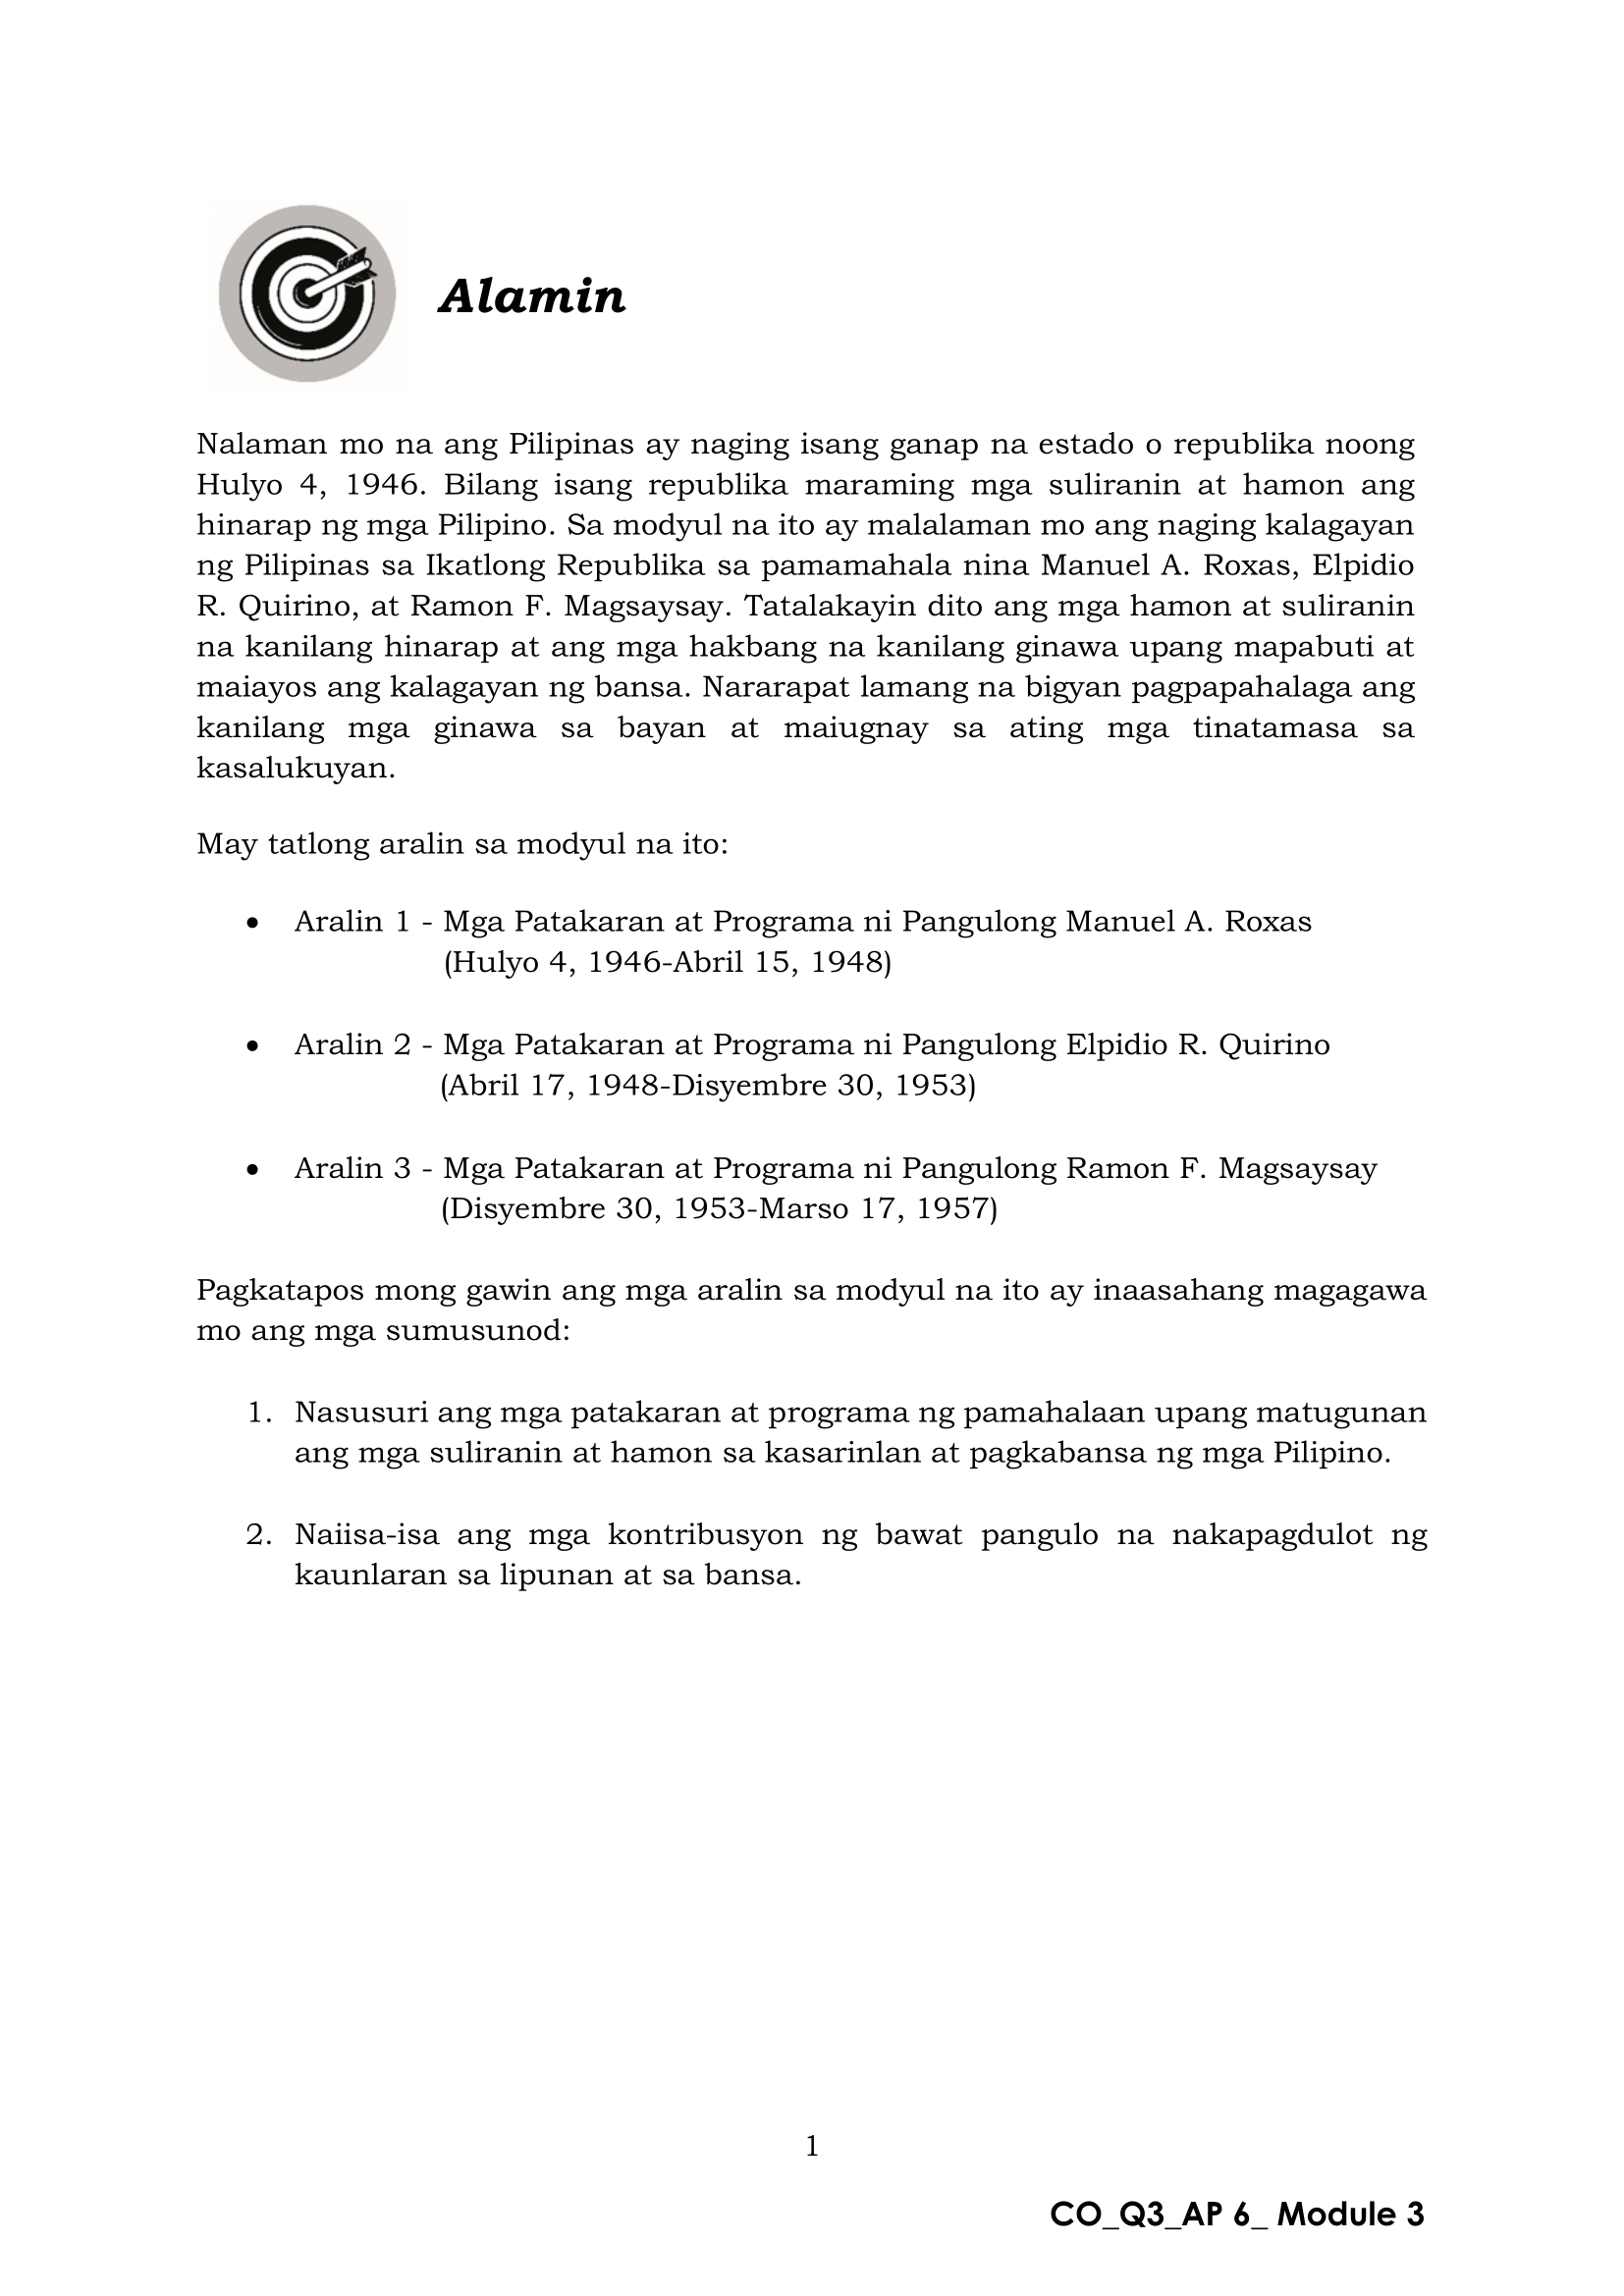 Alamin
Nalaman mo na ang Pilipinas ay naging isang ganap na estado o republika noong
Hulyo 4, 1946. Bilang isang republika maraming mga suliranin at hamon ang
hinarap ng mga Pilipino. Sa modyul na ito ay malalaman mo ang naging kalagayan
ng Pilipinas sa Ikatlong Republika sa pamamahala nina Manuel A. Roxas, Elpidio
R. Quirino, at Ramon F. Magsaysay. Tatalakayin dito ang mga hamon at suliranin
na kanilang hinarap at ang mga hakbang na kanilang ginawa upang mapabuti at
maiayos ang kalagayan ng bansa. Nararapat lamang na bigyan pagpapahalaga ang
kanilang mga ginawa sa bayan at maiugnay sa ating mga tinatamasa sa
kasalukuyan.
May tatlong aralin sa modyul na ito:
• Aralin 1 - Mga Patakaran at Programa ni Pangulong Manuel A. Roxas
(Hulyo 4, 1946-Abril 15, 1948)
• Aralin 2 - Mga Patakaran at Programa ni Pangulong Elpidio R. Quirino
(Abril 17, 1948-Disyembre 30, 1953)
• Aralin 3 - Mga Patakaran at Programa ni Pangulong Ramon F. Magsaysay
(Disyembre 30, 1953-Marso 17, 1957)
Pagkatapos mong gawin ang mga aralin sa modyul na ito ay inaasahang magagawa
mo ang mga sumusunod:
1. Nasusuri ang mga patakaran at programa ng pamahalaan upang matugunan
ang mga suliranin at hamon sa kasarinlan at pagkabansa ng mga Pilipino.
2. Naiisa-isa ang mga kontribusyon ng bawat pangulo na nakapagdulot ng
kaunlaran sa lipunan at sa bansa.
1
CO_Q3_AP 6_ Module 3